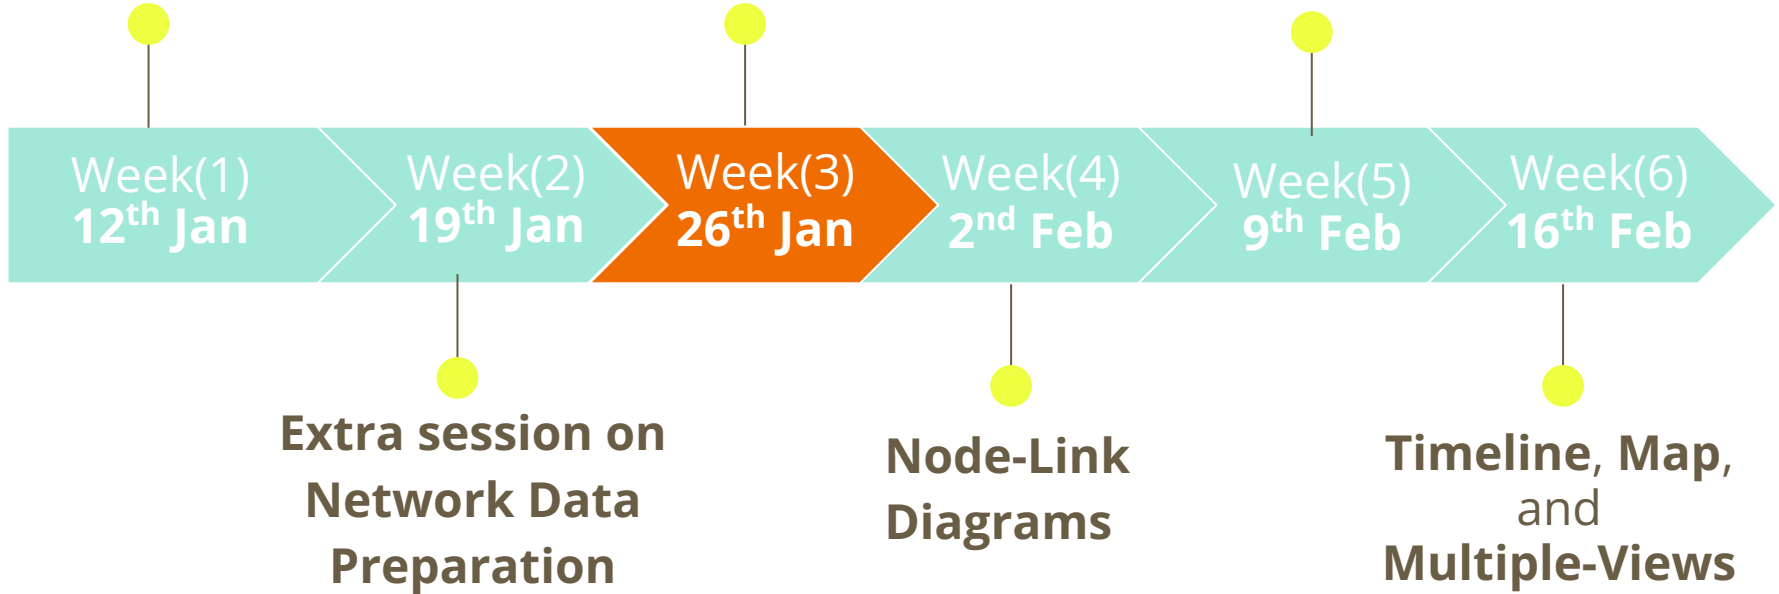 Week(1)
12th Jan
Week(2)
19th Jan
Week(3)
26th Jan
Week(4)
2nd Feb
Week(5)
9th Feb
Week(6)
16th Feb
Extra session on
Network Data
Preparation
Node-Link
Diagrams
Timeline, Map,
and
Multiple-Views